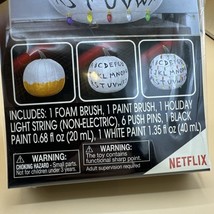 STUVW
ABCDEF
INCLUDES: 1 FOAM BRUSH, 1 PAINT BRUSH, 1 HOLIDAY
LIGHT STRING (NON-ELECTRIC), 6 PUSH PINS, 1 BLACK
PAINT 0.68 fl oz (20 mL), 1 WHITE PAINT 1.35 fl oz (40 mL)
WARNING:
CHOKING HAZARD - Small parts.
Not for children under 3 years.
WARNING:
The toy contains a
functional sharp point.
Adult supervision required.
NETFLIX